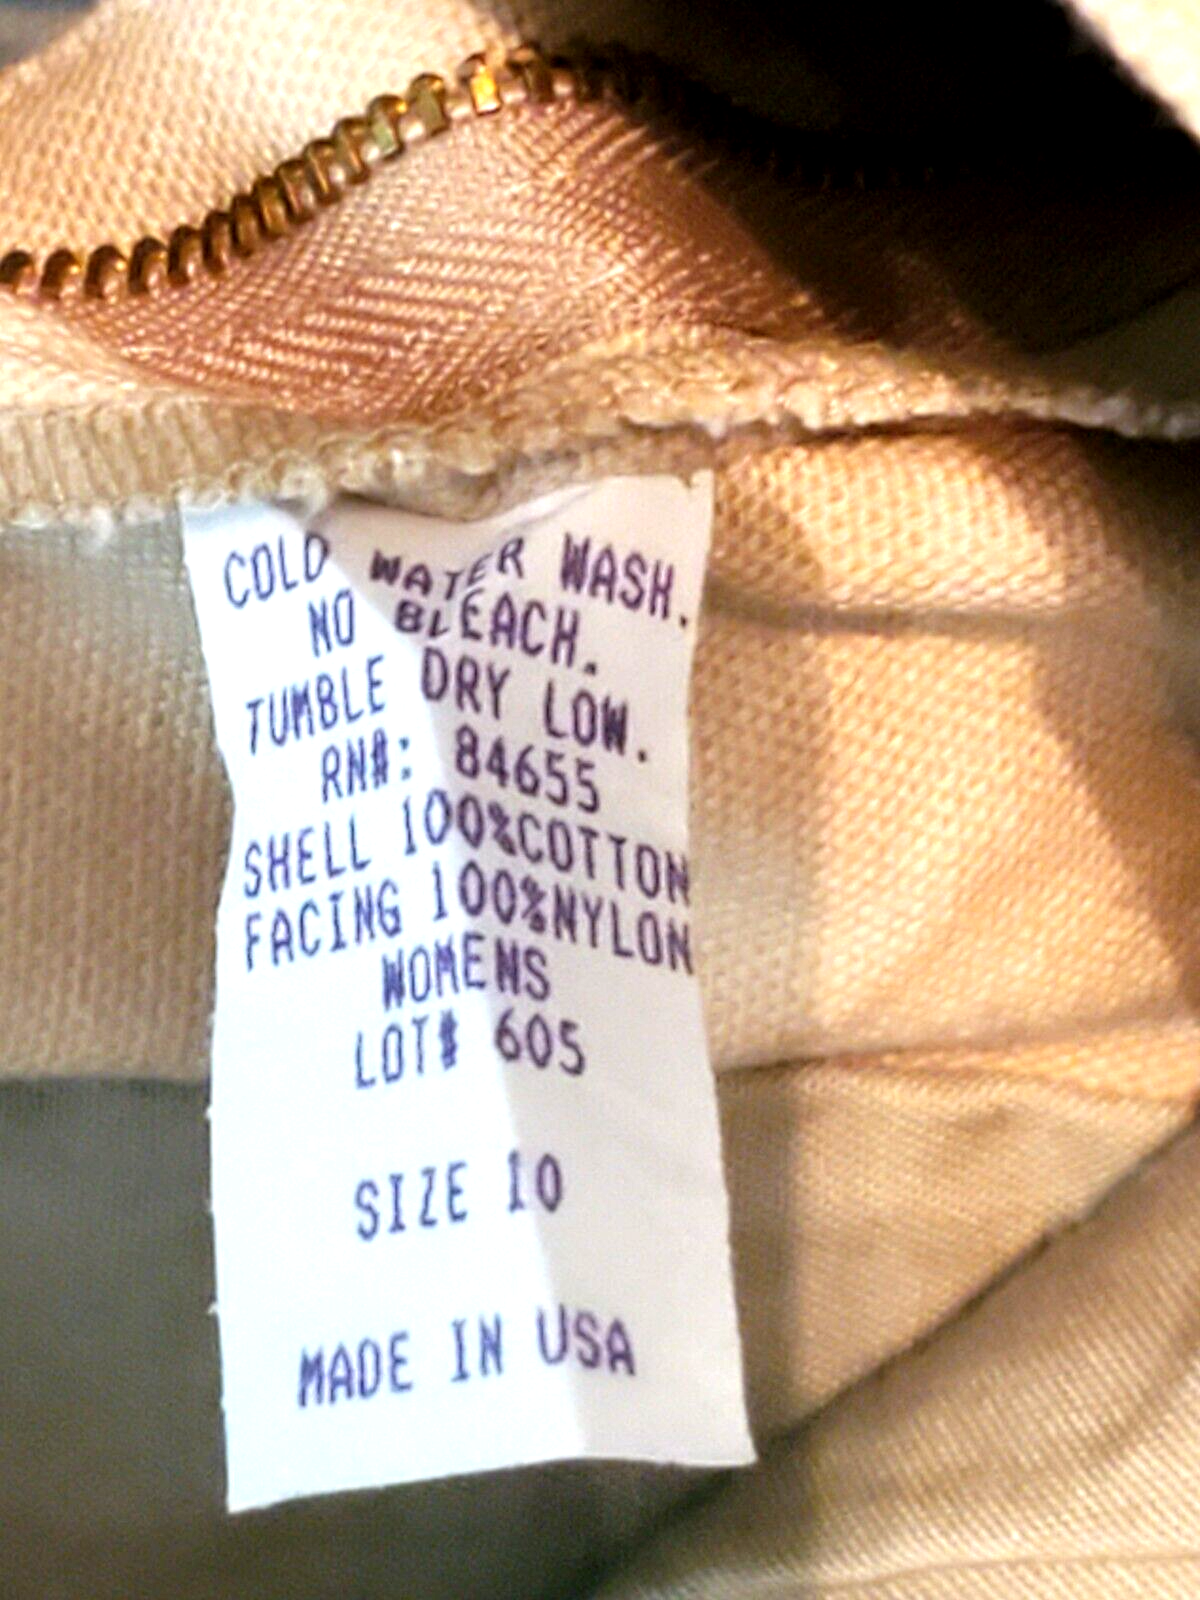 COLD WATER WASH.
NO BLEACH.
TUMBLE DRY LOW.
RN#: 84655
SHELL 100%COTTON
FACING 100%NYLON
WOMENS
LOT# 605
SIZE 10
MADE IN USA